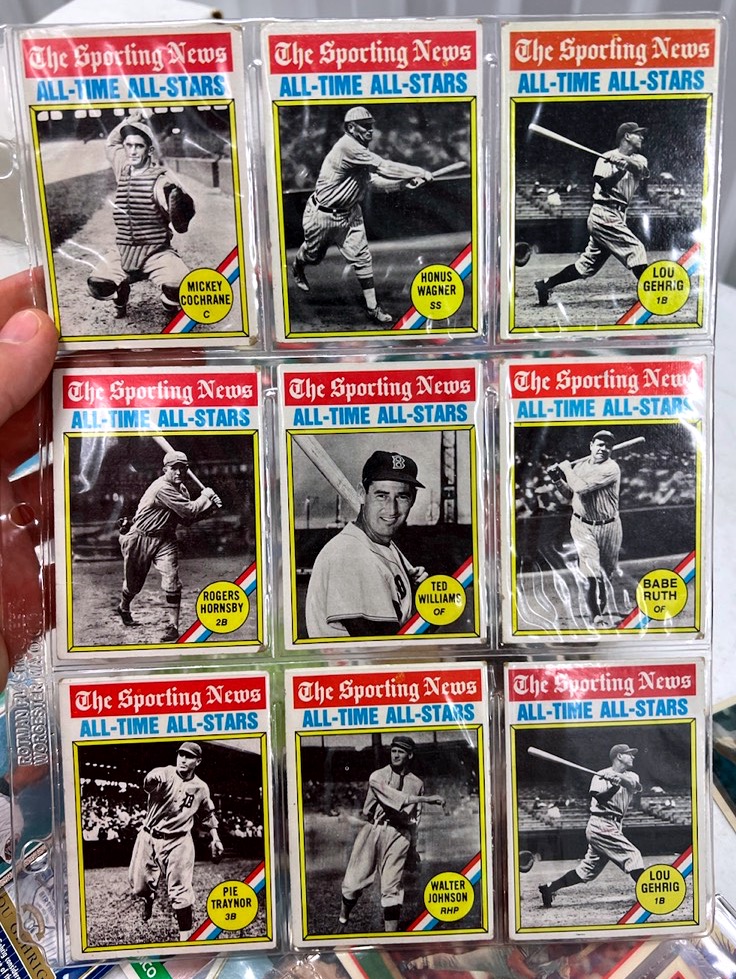 The Sporting News
ALL-TIME ALL-STARS
MICKEY
COCHRANE
C
The Sporting News
ALL-TIME ALL-STARS
HONUS
WAGNER
SS
The Sporting News
ALL-TIME ALL-STARS
LOU
GEHRIG
1B
The Sporting News
ALL-TIME ALL-STARS
ROGERS
HORNSBY
2B
The Sporting News
ALL-TIME ALL-STARS
B
TED
WILLIAMS
OF
The Sporting News
ALL-TIME ALL-STARS
BABE
RUTH
OF
The Sporting News
ALL-TIME ALL-STARS
PIE
TRAYNOR
3B
The Sporting News
ALL-TIME ALL-STARS
WALTER
JOHNSON
RHP
The Sporting News
ALL-TIME ALL-STARS
LOU
GEHRIG
1B
WORCESTER